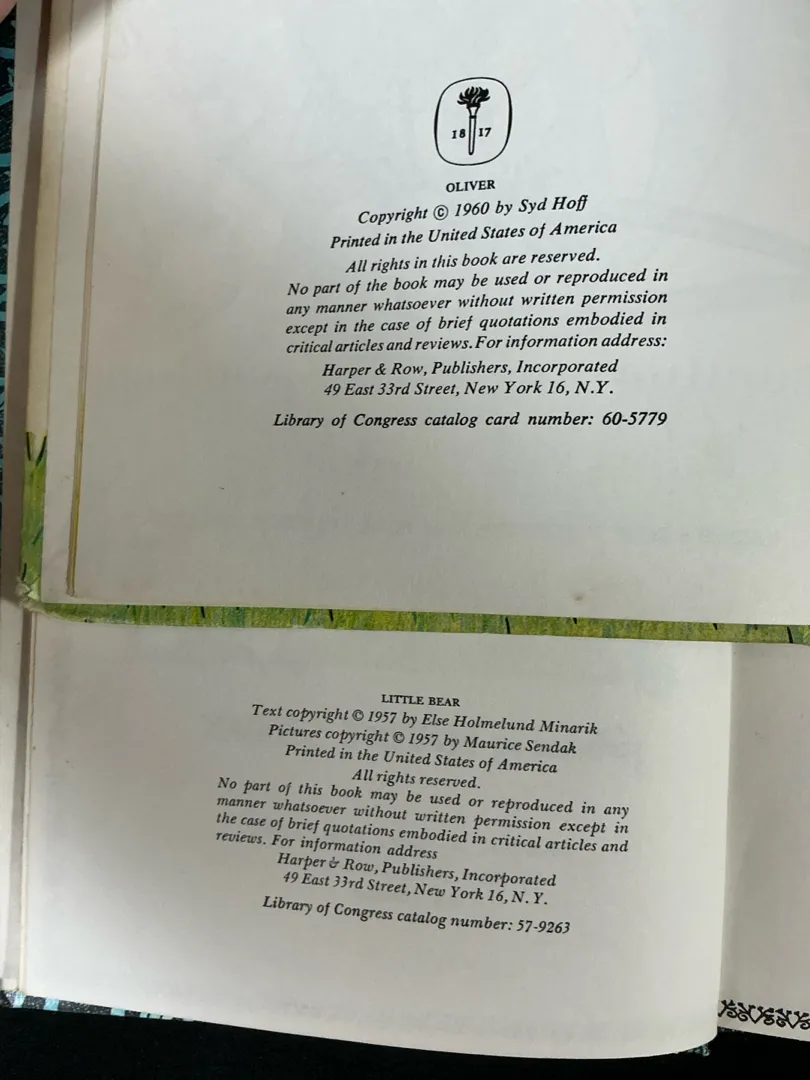 18 17
OLIVER
Copyright © 1960 by Syd Hoff
Printed in the United States of America
All rights in this book are reserved.
No part of the book may be used or reproduced in
any manner whatsoever without written permission
except in the case of brief quotations embodied in
critical articles and reviews. For information address:
Harper & Row, Publishers, Incorporated
49 East 33rd Street, New York 16, N.Y.
Library of Congress catalog card number: 60-5779
LITTLE BEAR
Text copyright © 1957 by Else Holmelund Minarik
Pictures copyright © 1957 by Maurice Sendak
Printed in the United States of America
All rights reserved.
No part of this book may be used or reproduced in any
manner whatsoever without written permission except in
the case of brief quotations embodied in critical articles and
reviews. For information address
Harper & Row, Publishers, Incorporated
49 East 33rd Street, New York 16, N. Y.
Library of Congress catalog number: 57-9263